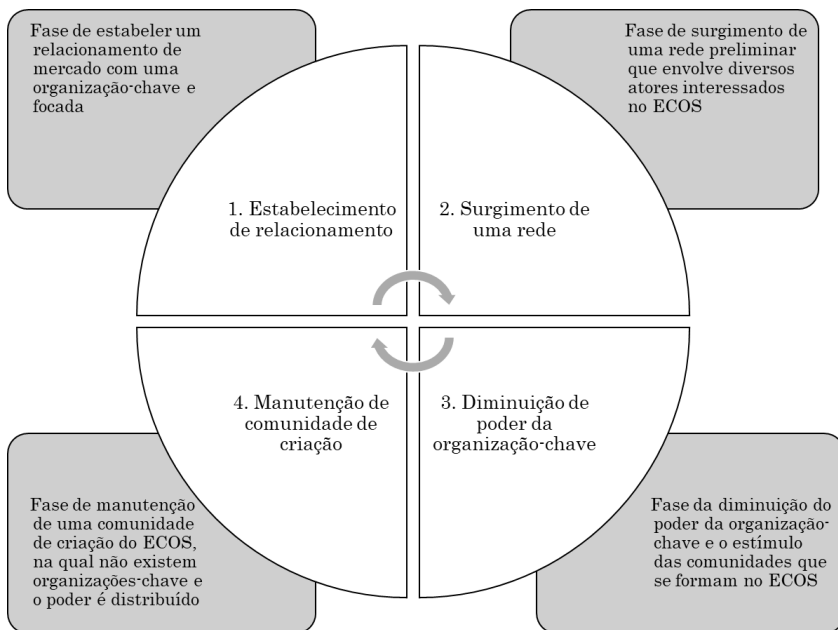 Fase de estabeler um
relacionamento de
mercado com uma
organização-chave e
focada
Fase de surgimento de
uma rede preliminar
que envolve diversos
atores interessados
no ECOS
1. Estabelecimento
de relacionamento
2. Surgimento de
uma rede
4. Manutenção de
comunidade de
criação
3. Diminuição de
poder da
organização-chave
Fase de manutenção
de uma comunidade
de criação do ECOS,
na qual não existem
organizações-chave e
o poder é distribuído
Fase da diminuição do
poder da organização-
chave e o estímulo
das comunidades que
se formam no ECOS